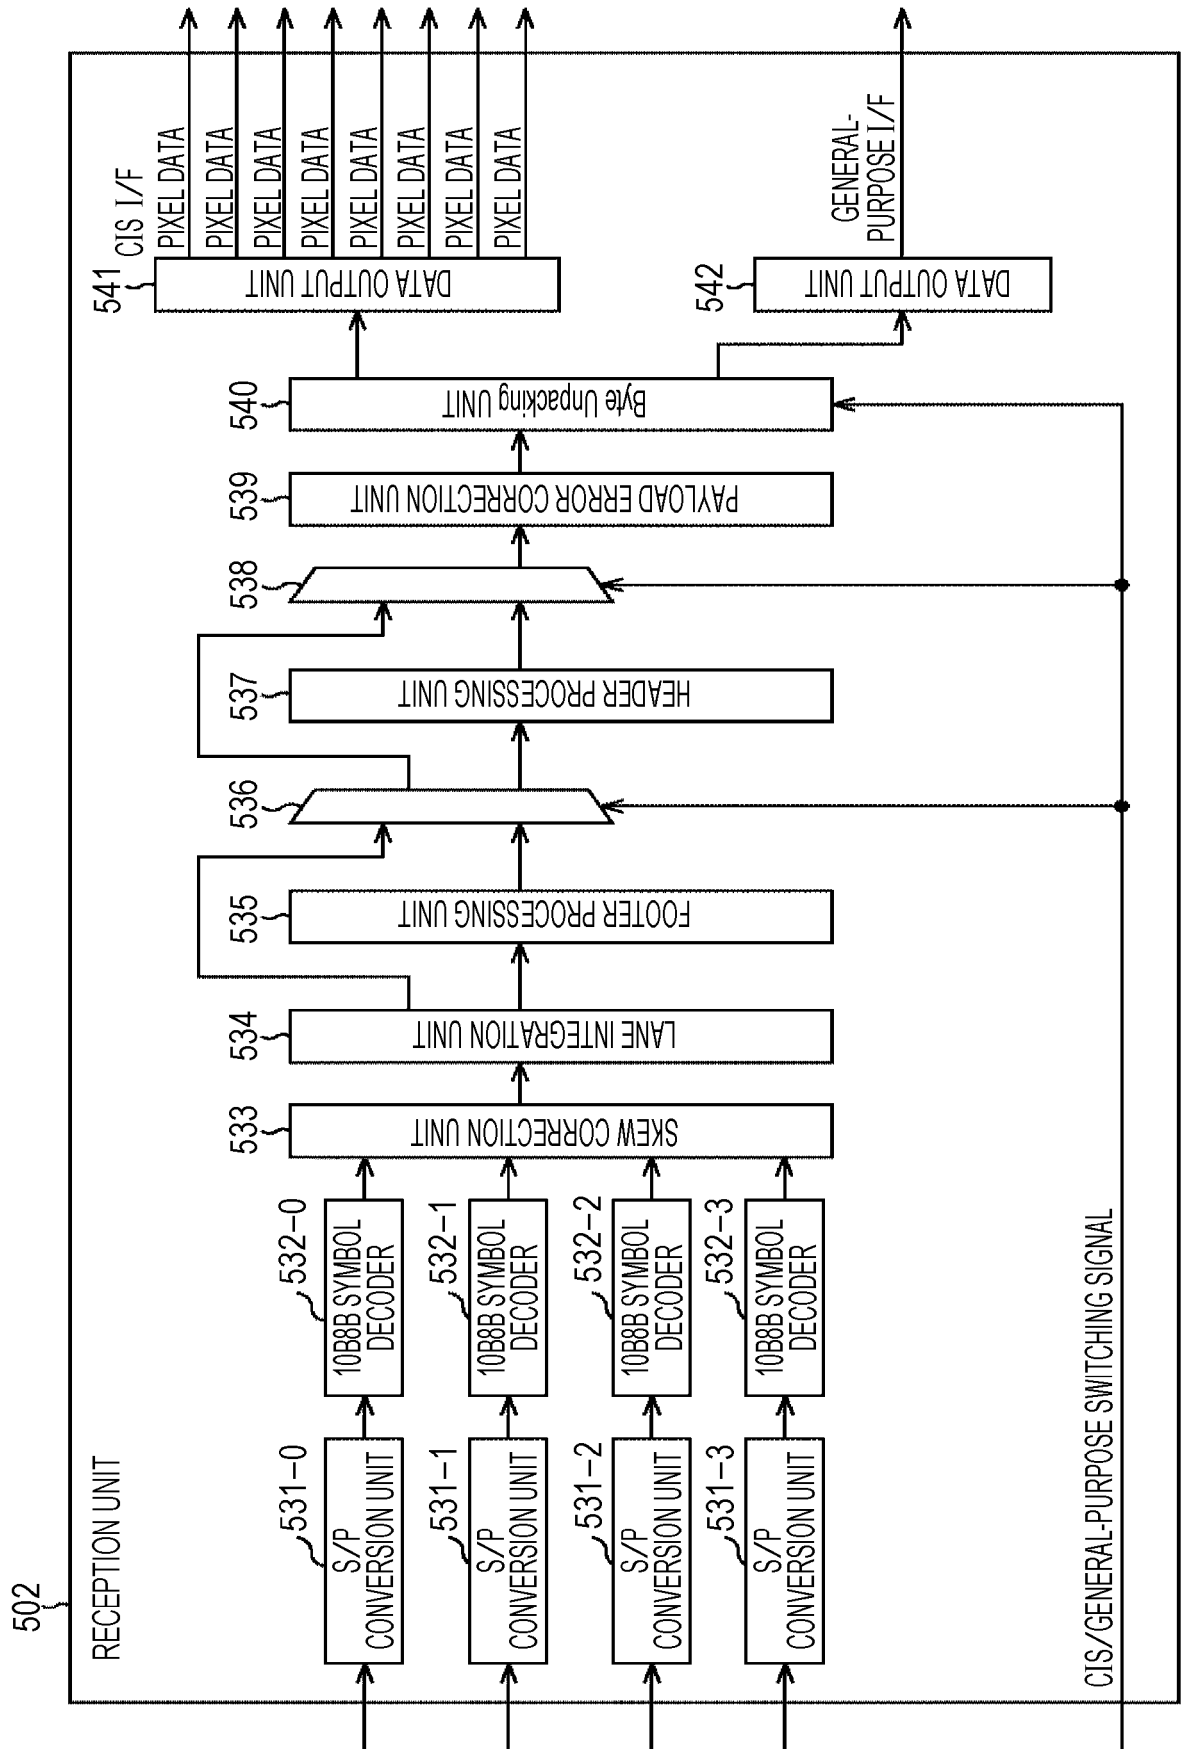 502
RECEPTION UNIT
531-0
S/P
CONVERSION UNIT
531-1
S/P
CONVERSION UNIT
531-2
S/P
CONVERSION UNIT
531-3
S/P
CONVERSION UNIT
532-0
10B8B SYMBOL
DECODER
532-1
10B8B SYMBOL
DECODER
532-2
10B8B SYMBOL
DECODER
532-3
10B8B SYMBOL
DECODER
533
SKEW CORRECTION UNIT
534
LANE INTEGRATION UNIT
535
FOOTER PROCESSING UNIT
536
537
HEADER PROCESSING UNIT
538
539
PAYLOAD ERROR CORRECTION UNIT
540
Byte Unpacking UNIT
541
DATA OUTPUT UNIT
CIS I/F
PIXEL DATA
PIXEL DATA
PIXEL DATA
PIXEL DATA
PIXEL DATA
PIXEL DATA
PIXEL DATA
PIXEL DATA
542
DATA OUTPUT UNIT
GENERAL-
PURPOSE I/F
CIS/GENERAL-PURPOSE SWITCHING SIGNAL